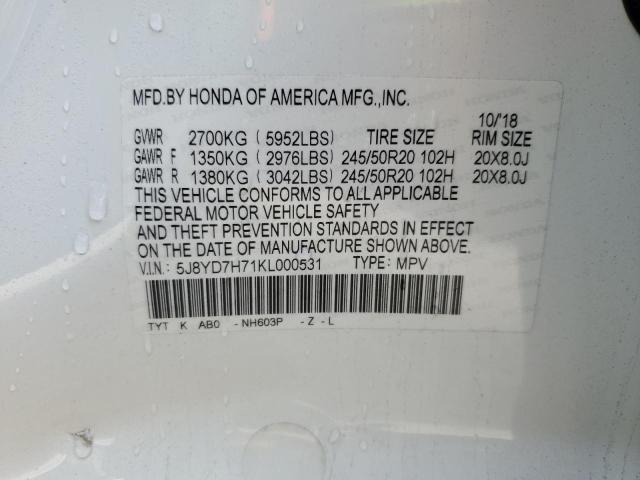 MFD.BY HONDA OF AMERICA MFG.,INC.
10/'18
GVWR 2700KG ( 5952LBS) TIRE SIZE RIM SIZE
GAWR F 1350KG ( 2976LBS) 245/50R20 102H 20X8.0J
GAWR R 1380KG ( 3042LBS) 245/50R20 102H 20X8.0J
THIS VEHICLE CONFORMS TO ALL APPLICABLE
FEDERAL MOTOR VEHICLE SAFETY
AND THEFT PREVENTION STANDARDS IN EFFECT
ON THE DATE OF MANUFACTURE SHOWN ABOVE.
V.I.N.: 5J8YD7H71KL000531 TYPE: MPV
TYT K AB0 -NH603P -Z-L